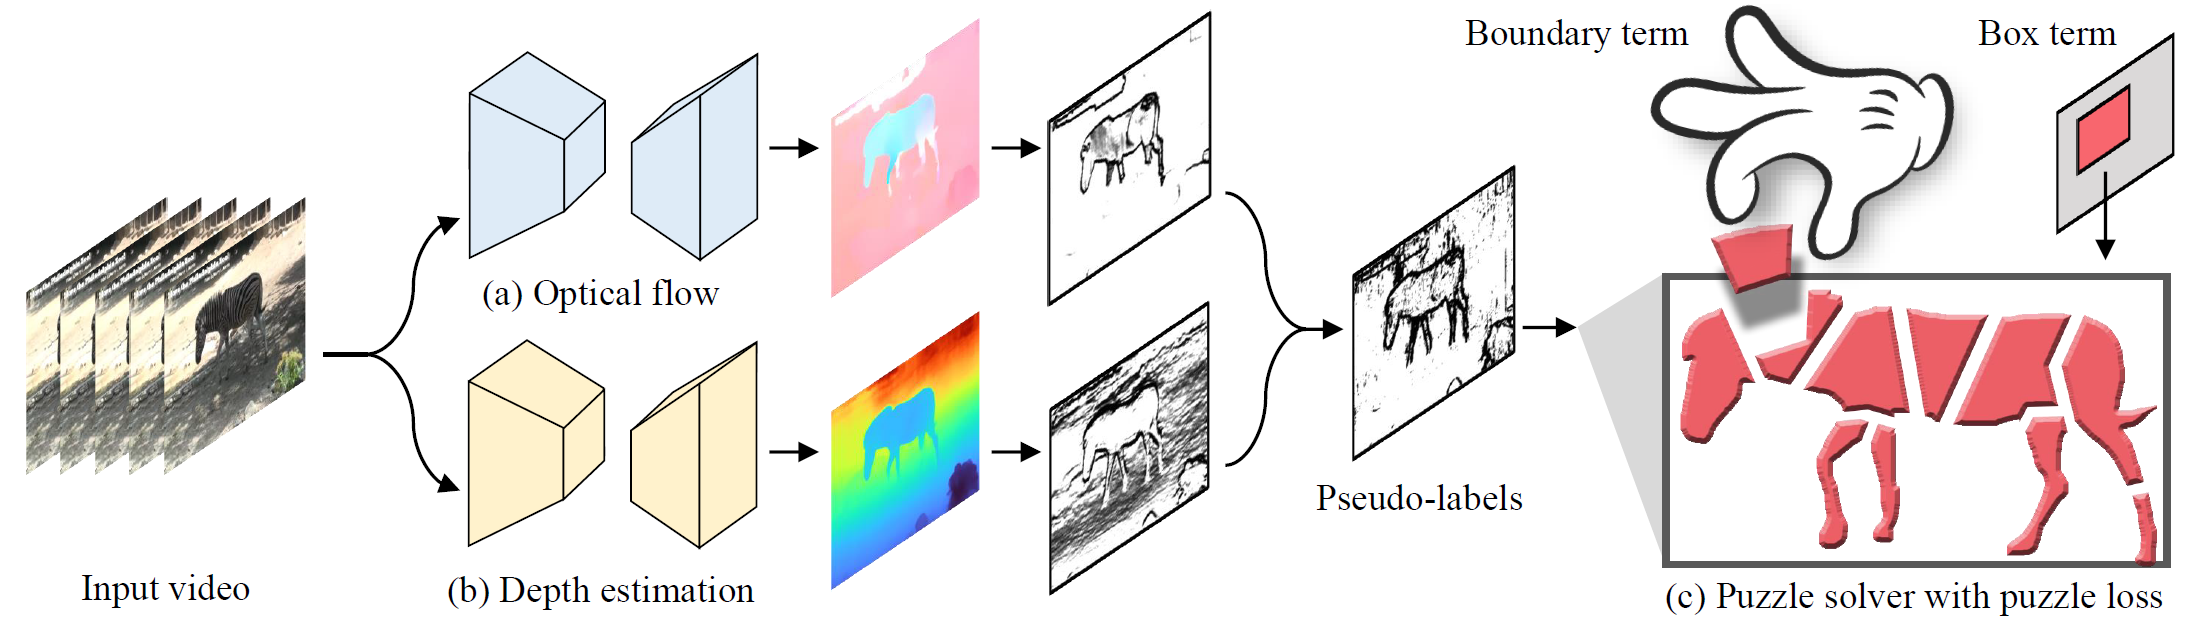 Boundary term
Box term
(a) Optical flow
Pseudo-labels
Input video
(b) Depth estimation
(c) Puzzle solver with puzzle loss